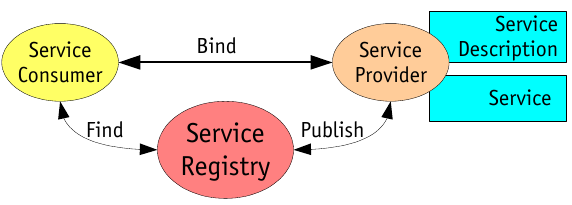 Service
Consumer
Bind
Service
Provider
Service
Description
Service
Find
Service
Registry
Publish